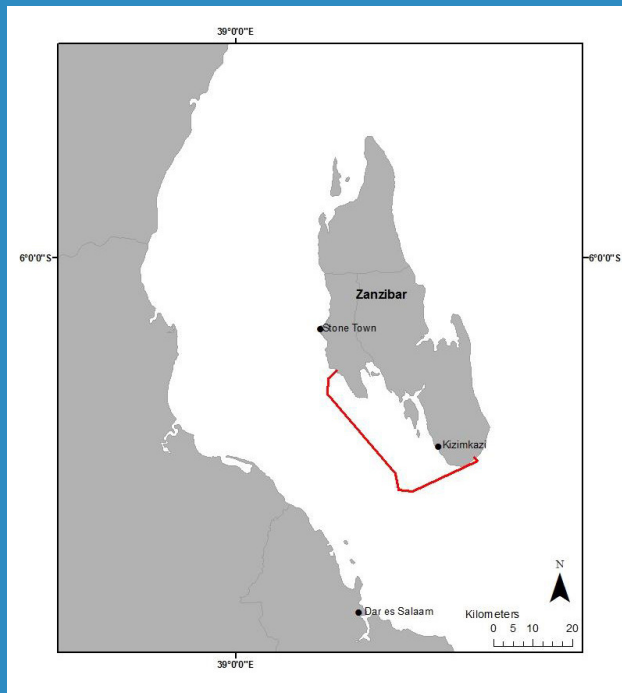 39°0'0"E
6°0'0"S
6°0'0"S
Zanzibar
Stone Town
Kizimkazi
N
Dar es Salaam
Kilometers
0 5 10 20
39°0'0"E